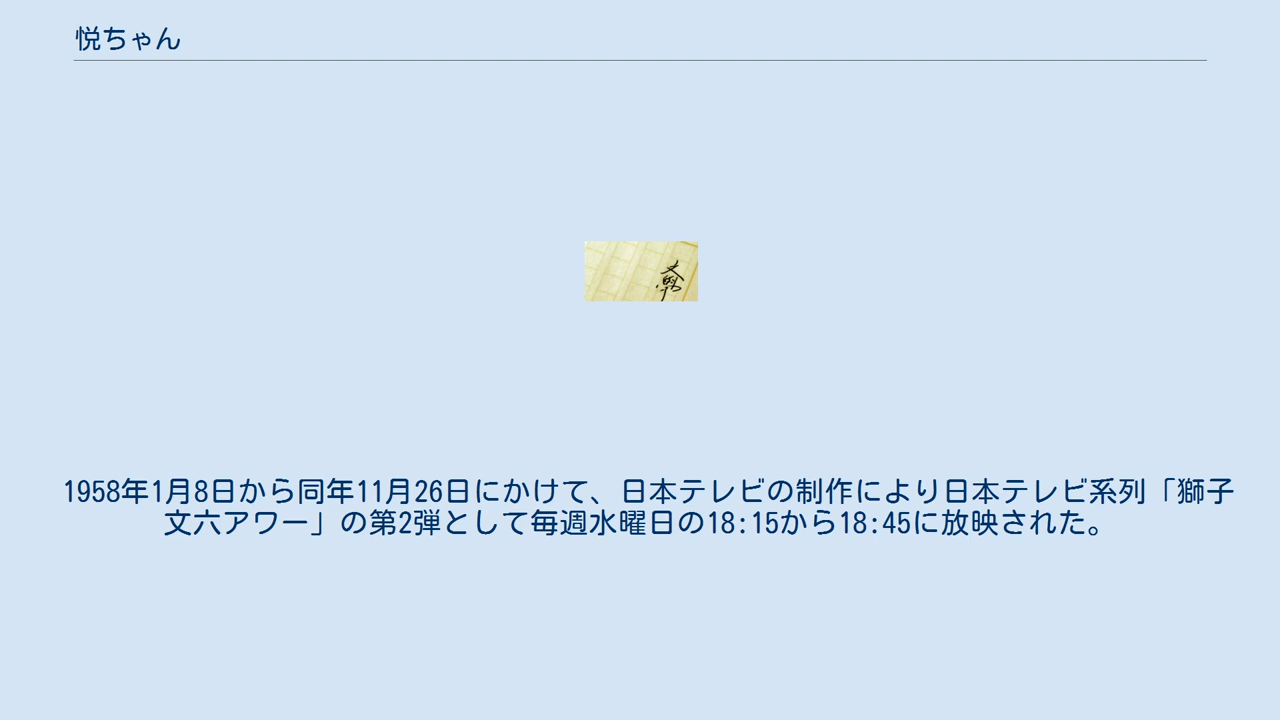 悦ちゃん
1958年1月8日から同年11月26日にかけて、日本テレビの制作により日本テレビ系列「獅子
文六アワー」の第2弾として毎週水曜日の18:15から18:45に放映された。